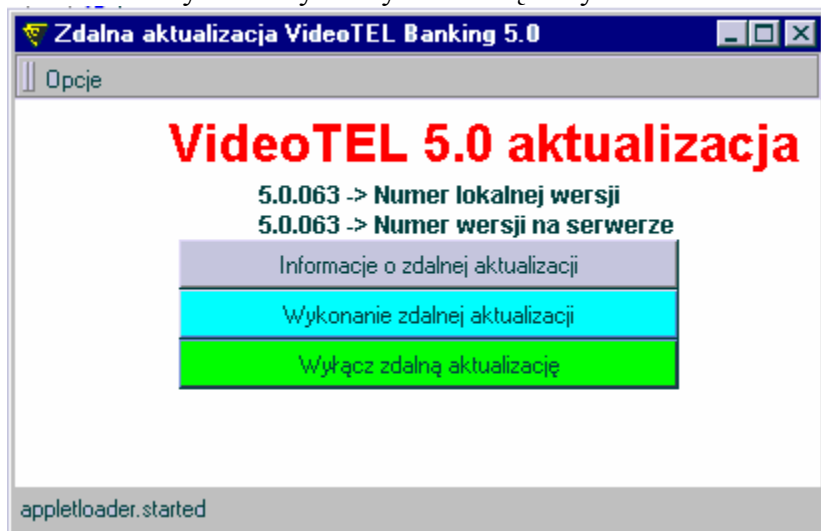 Zdalna aktualizacja VideoTEL Banking 5.0
Opcje
VideoTEL 5.0 aktualizacja
5.0.063 -> Numer lokalnej wersji
5.0.063 -> Numer wersji na serwerze
Informacje o zdalnej aktualizacji
Wykonanie zdalnej aktualizacji
Wyłącz zdalną aktualizację
appletloader.started